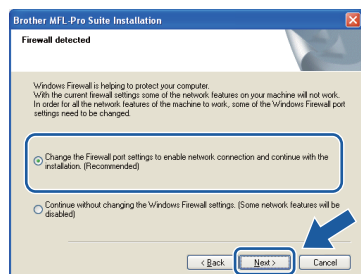 Brother MFL-Pro Suite Installation
Firewall detected
Windows Firewall is helping to protect your computer.
With the current firewall settings some of the network features on your machine will not work.
In order for all the network features of the machine to work, some of the Windows Firewall port
settings need to be changed.
Change the Firewall port settings to enable network connection and continue with the
installation. (Recommended)
Continue without changing the Windows Firewall settings. (Some network features will be
disabled)
< Back
Next >
Cancel